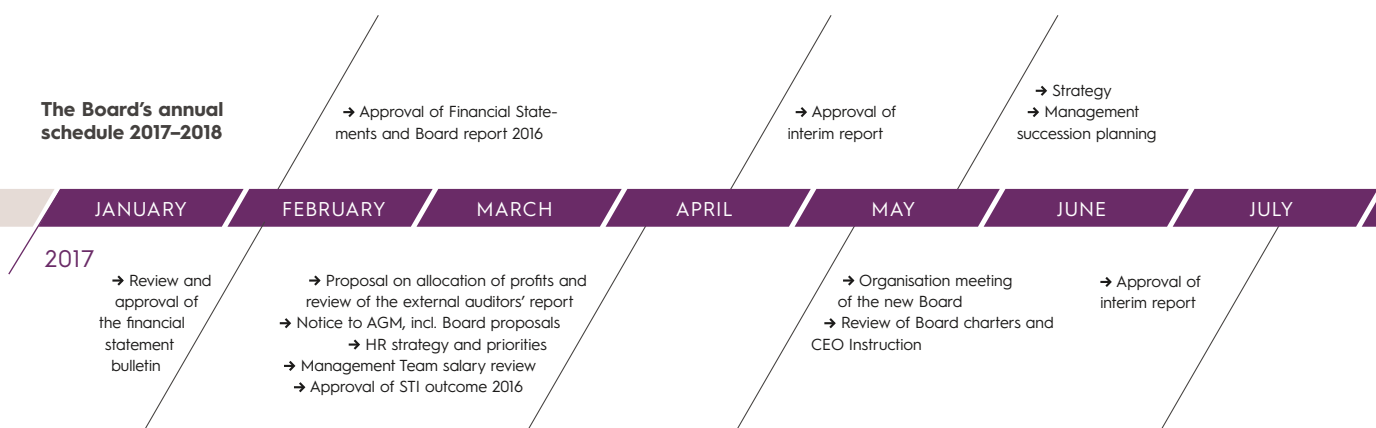 The Board's annual
schedule 2017–2018
→ Approval of Financial State-
ments and Board report 2016
→ Approval of
interim report
→ Strategy
→ Management
succession planning
JANUARY
FEBRUARY
MARCH
APRIL
MAY
JUNE
JULY
2017
→ Review and
approval of
the financial
statement
bulletin
→ Proposal on allocation of profits and
review of the external auditors' report
→ Notice to AGM, incl. Board proposals
→ HR strategy and priorities
→ Management Team salary review
→ Approval of STI outcome 2016
→ Organisation meeting
of the new Board
→ Review of Board charters and
CEO Instruction
→ Approval of
interim report